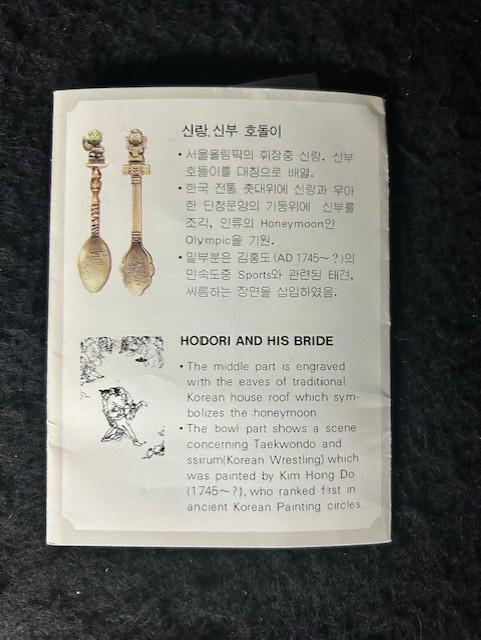 신랑, 신부 호돌이
• 서울올림픽의 휘장중 신랑, 신부
호돌이를 대칭으로 배열.
• 한국 전통 촛대위에 신랑과 우아
한 단청문양의 기둥위에 신부를
조각, 인류의 Honeymoon인
Olympic을 기원.
• 밑부분은 김홍도(AD 1745~?)의
민속도중 Sports와 관련된 태견,
씨름하는 장면을 삽입하였음.
HODORI AND HIS BRIDE
• The middle part is engraved
with the eaves of traditional
Korean house roof which sym-
bolizes the honeymoon.
• The bowl part shows a scene
concerning Taekwondo and
ssirum(Korean Wrestling) which
was painted by Kim Hong Do
(1745~?), who ranked first in
ancient Korean Painting circles.